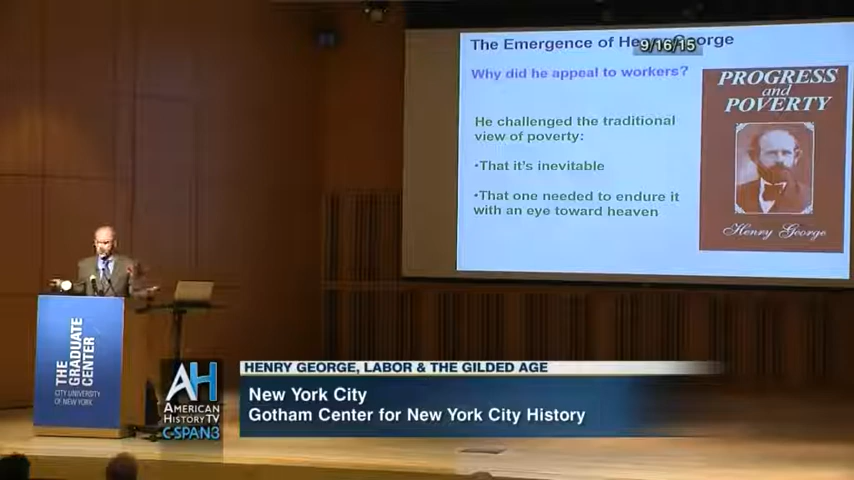 The Emergence of Henry George
9/16/15
Why did he appeal to workers?
He challenged the traditional
view of poverty:
•That it's inevitable
•That one needed to endure it
with an eye toward heaven
PROGRESS
and
POVERTY
Henry George
THE
GRADUATE
CENTER
CITY UNIVERSITY
OF NEW YORK
AH
AMERICAN
HISTORY TV
C-SPAN3
HENRY GEORGE, LABOR & THE GILDED AGE
New York City
Gotham Center for New York City History